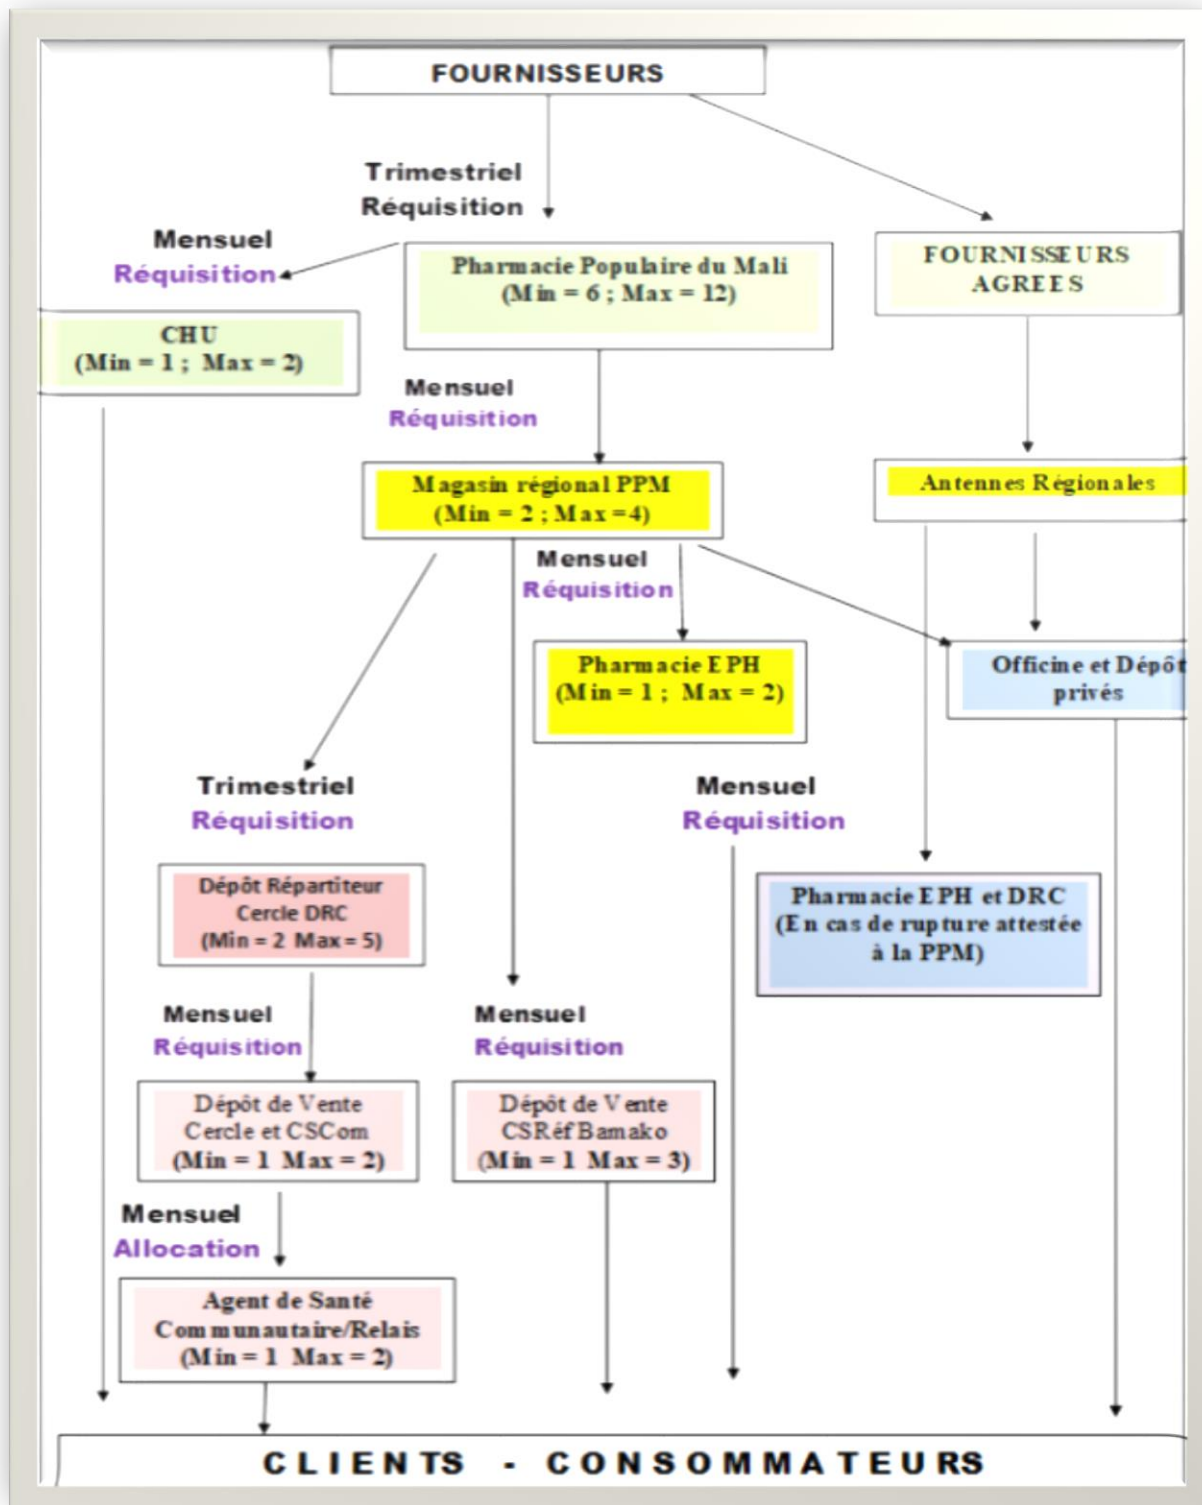 FOURNISSEURS
Trimestriel
Réquisition
Mensuel
Réquisition
Pharmacie Populaire du Mali
(Min = 6 ; Max = 12)
FOURNISSEURS
AGREES
CHU
(Min = 1 ; Max = 2)
Mensuel
Réquisition
Magasin régional PPM
(Min = 2 ; Max =4)
Antennes Régionales
Mensuel
Réquisition
Pharmacie EPH
(Min = 1 ; Max = 2)
Officine et Dépôt
privés
Trimestriel
Réquisition
Mensuel
Réquisition
Dépôt Répartiteur
Cercle DRC
(Min = 2 Max = 5)
Pharmacie EPH et DRC
(En cas de rupture attestée
à la PPM)
Mensuel
Réquisition
Mensuel
Réquisition
Dépôt de Vente
Cercle et CSCom
(Min = 1 Max = 2)
Dépôt de Vente
CSRéf Bamako
(Min = 1 Max = 3)
Mensuel
Allocation
Agent de Santé
Communautaire/Relais
(Min = 1 Max = 2)
CLIENTS - CONSOMMATEURS